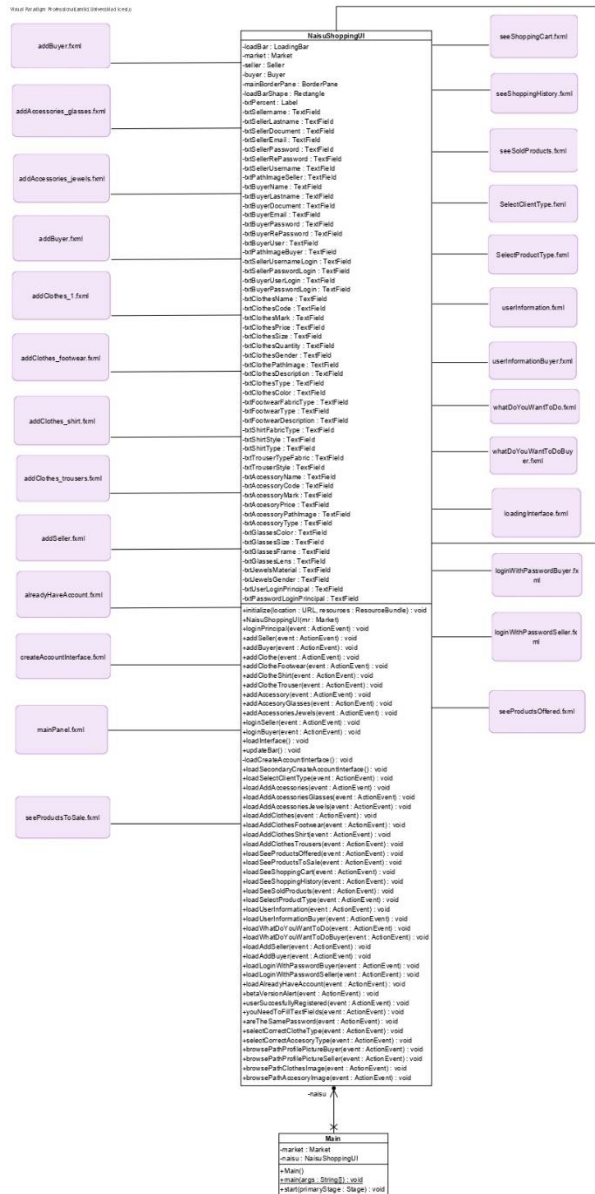 Visual Paradigm
addBuyer.fxml
addAccessories_glasses.fxml
addAccessories_jewels.fxml
addBuyer.fxml
addClothes_1.fxml
addClothes_footwear.fxml
addClothes_shirt.fxml
addClothes_trousers.fxml
addSeller.fxml
alreadyHaveAccount.fxml
createAccountInterface.fxml
mainPanel.fxml
seeProductsToSale.fxml
NaisuShoppingUI
-loadBar : LoadingBar
-market : Market
-seller : Seller
-buyer : Buyer
-mainBorderPane : BorderPane
-loadBarShape : Rectangle
-txtPercent : Label
-txtSellername : TextField
-txtSellerLastname : TextField
-txtSellerDocument : TextField
-txtSellerEmail : TextField
-txtSellerPassword : TextField
-txtSellerRePassword : TextField
-txtSellerUsername : TextField
-txtPathImageSeller : TextField
-txtBuyerName : TextField
-txtBuyerLastname : TextField
-txtBuyerDocument : TextField
-txtBuyerEmail : TextField
-txtBuyerPassword : TextField
-txtBuyerRePassword : TextField
-txtBuyerUser : TextField
-txtPathImageBuyer : TextField
-txtSellerUsernameLogin : TextField
-txtSellerPasswordLogin : TextField
-txtBuyerUserLogin : TextField
-txtBuyerPasswordLogin : TextField
-txtClothesName : TextField
-txtClothesCode : TextField
-txtClothesMark : TextField
-txtClothesPrice : TextField
-txtClothesSize : TextField
-txtClothesQuantity : TextField
-txtClothesGender : TextField
-txtClothePathImage : TextField
-txtClothesDescription : TextField
-txtClothesType : TextField
-txtClothesColor : TextField
-txtFootwearFabricType : TextField
-txtFootwearType : TextField
-txtFootwearDescription : TextField
-txtShirtFabricType : TextField
-txtShirtStyle : TextField
-txtShirtType : TextField
-txtTrouserTypeFabric : TextField
-txtTrouserStyle : TextField
-txtAccessoryName : TextField
-txtAccessoryCode : TextField
-txtAccessoryMark : TextField
-txtAccessoryPrice : TextField
-txtAccessoryPathImage : TextField
-txtAccessoryType : TextField
-txtGlassesColor : TextField
-txtGlassesSize : TextField
-txtGlassesFrame : TextField
-txtGlassesLens : TextField
-txtJewelsMaterial : TextField
-txtJewelsGender : TextField
-txtUserLoginPrincipal : TextField
-txtPasswordLoginPrincipal : TextField
+initialize(location : URL, resources : ResourceBundle) : void
+NaisuShoppingUI(mr : Market)
+loginPrincipal(event : ActionEvent) : void
+addSeller(event : ActionEvent) : void
+addBuyer(event : ActionEvent) : void
+addClothe(event : ActionEvent) : void
+addClotheFootwear(event : ActionEvent) : void
+addClotheShirt(event : ActionEvent) : void
+addClotheTrouser(event : ActionEvent) : void
+addAccessory(event : ActionEvent) : void
+addAccesoryGlasses(event : ActionEvent) : void
+addAccessoriesJewels(event : ActionEvent) : void
+loginSeller(event : ActionEvent) : void
+loginBuyer(event : ActionEvent) : void
+loadInterface() : void
+updateBar() : void
-loadCreateAccountInterface() : void
+loadSecondaryCreateAccountInterface() : void
+loadSelectClientType(event : ActionEvent) : void
+loadAddAccessories(event : ActionEvent) : void
+loadAddAccessoriesGlasses(event : ActionEvent) : void
+loadAddAccessoriesJewels(event : ActionEvent) : void
+loadAddClothes(event : ActionEvent) : void
+loadAddClothesFootwear(event : ActionEvent) : void
+loadAddClothesShirt(event : ActionEvent) : void
+loadAddClothesTrousers(event : ActionEvent) : void
+loadSeeProductsOffered(event : ActionEvent) : void
+loadSeeProductsToSale(event : ActionEvent) : void
+loadSeeShoppingCart(event : ActionEvent) : void
+loadSeeShoppingHistory(event : ActionEvent) : void
+loadSeeSoldProducts(event : ActionEvent) : void
+loadSelectProductType(event : ActionEvent) : void
+loadUserInformation(event : ActionEvent) : void
+loadUserInformationBuyer(event : ActionEvent) : void
+loadWhatDoYouWantToDo(event : ActionEvent) : void
+loadWhatDoYouWantToDoBuyer(event : ActionEvent) : void
+loadAddSeller(event : ActionEvent) : void
+loadAddBuyer(event : ActionEvent) : void
+loadLoginWithPasswordBuyer(event : ActionEvent) : void
+loadLoginWithPasswordSeller(event : ActionEvent) : void
+loadAlreadyHaveAccount(event : ActionEvent) : void
+betaVersionAlert(event : ActionEvent) : void
+userSuccesfullyRegistered(event : ActionEvent) : void
+youNeedToFillTextFields(event : ActionEvent) : void
+areTheSamePassword(event : ActionEvent) : void
+selectCorrectClotheType(event : ActionEvent) : void
+selectCorrectAccesoryType(event : ActionEvent) : void
+browsePathProfilePictureBuyer(event : ActionEvent) : void
+browsePathProfilePictureSeller(event : ActionEvent) : void
+browsePathClothesImage(event : ActionEvent) : void
+browsePathAccesoryImage(event : ActionEvent) : void
-naisu
Main
-market : Market
-naisu : NaisuShoppingUI
+Main()
+main(args : String[]) : void
+start(primaryStage : Stage) : void
seeShoppingCart.fxml
seeShoppingHistory.fxml
seeSoldProducts.fxml
SelectClientType.fxml
SelectProductType.fxml
userInformation.fxml
userInformationBuyer.fxml
whatDoYouWantToDo.fxml
whatDoYouWantToDoBuy
er.fxml
loadingInterface.fxml
loginWithPasswordBuyer.fx
ml
loginWithPasswordSeller.fx
ml
seeProductsOffered.fxml